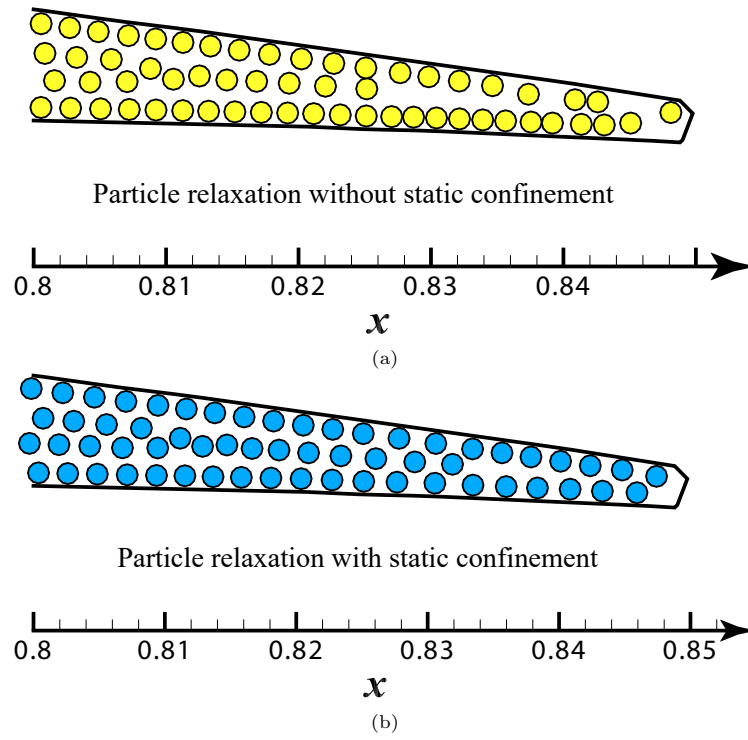 Particle relaxation without static confinement
0.8 0.81 0.82 0.83 0.84
x
(a)
Particle relaxation with static confinement
0.8 0.81 0.82 0.83 0.84 0.85
x
(b)